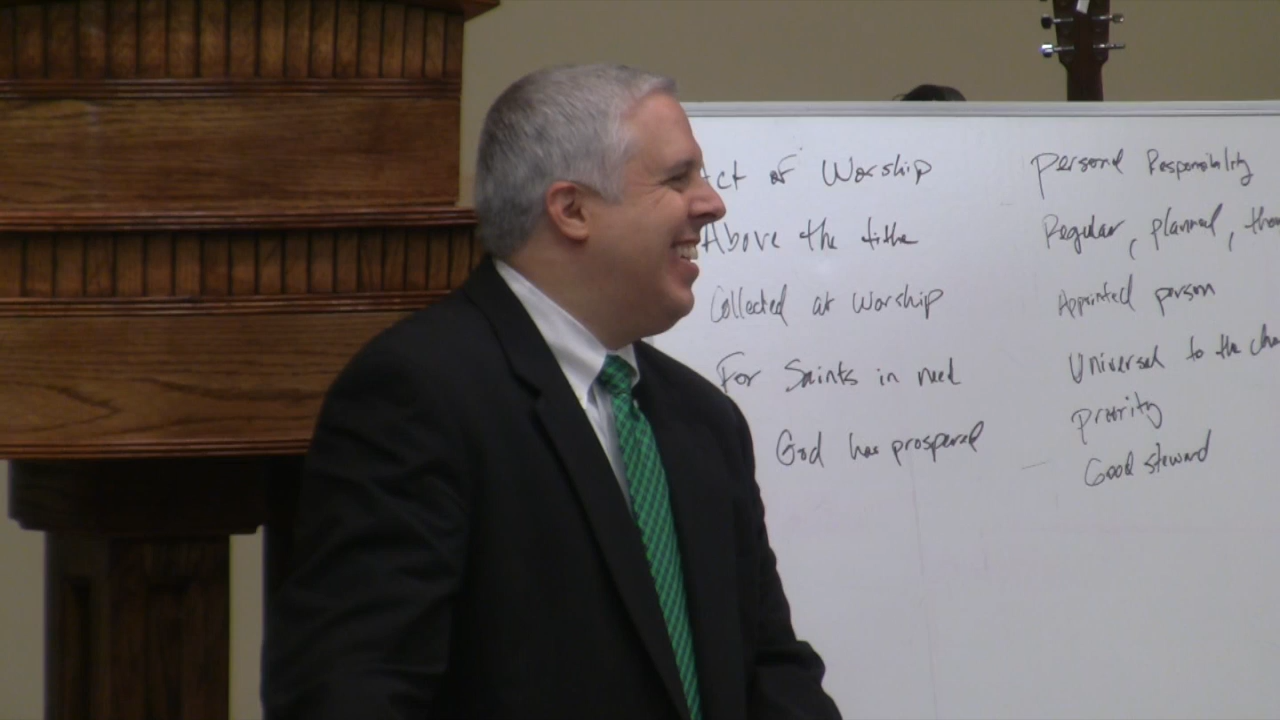 ct of Worship
Above the tithe
Collected at Worship
For Saints in need
God has prospered
Personal Responsibility
Regular, planned,
Appointed person
Universal to the
Priority
Good steward